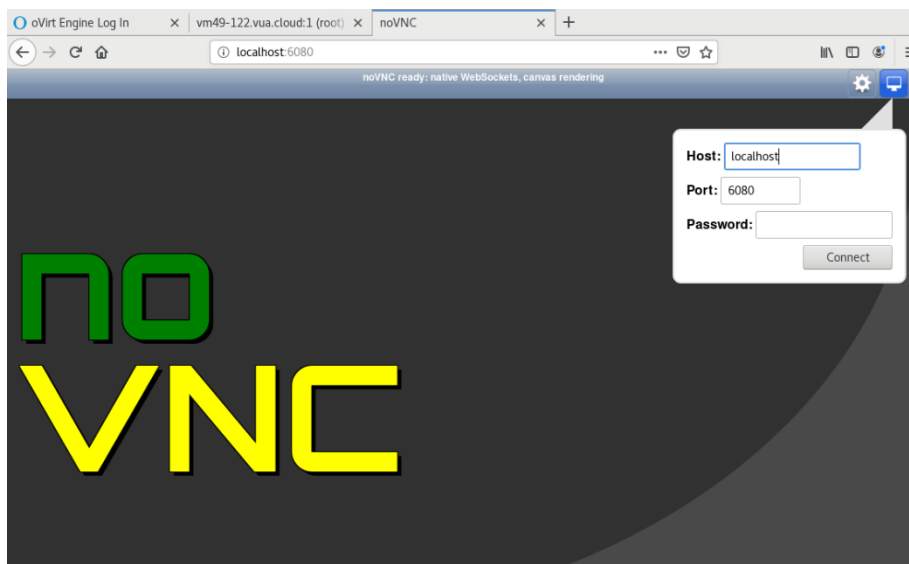 oVirt Engine Log In vm49-122.vua.cloud:1 (root) noVNC
localhost:6080
noVNC ready: native WebSockets, canvas rendering
Host: localhost
Port: 6080
Password:
Connect
no
VNC